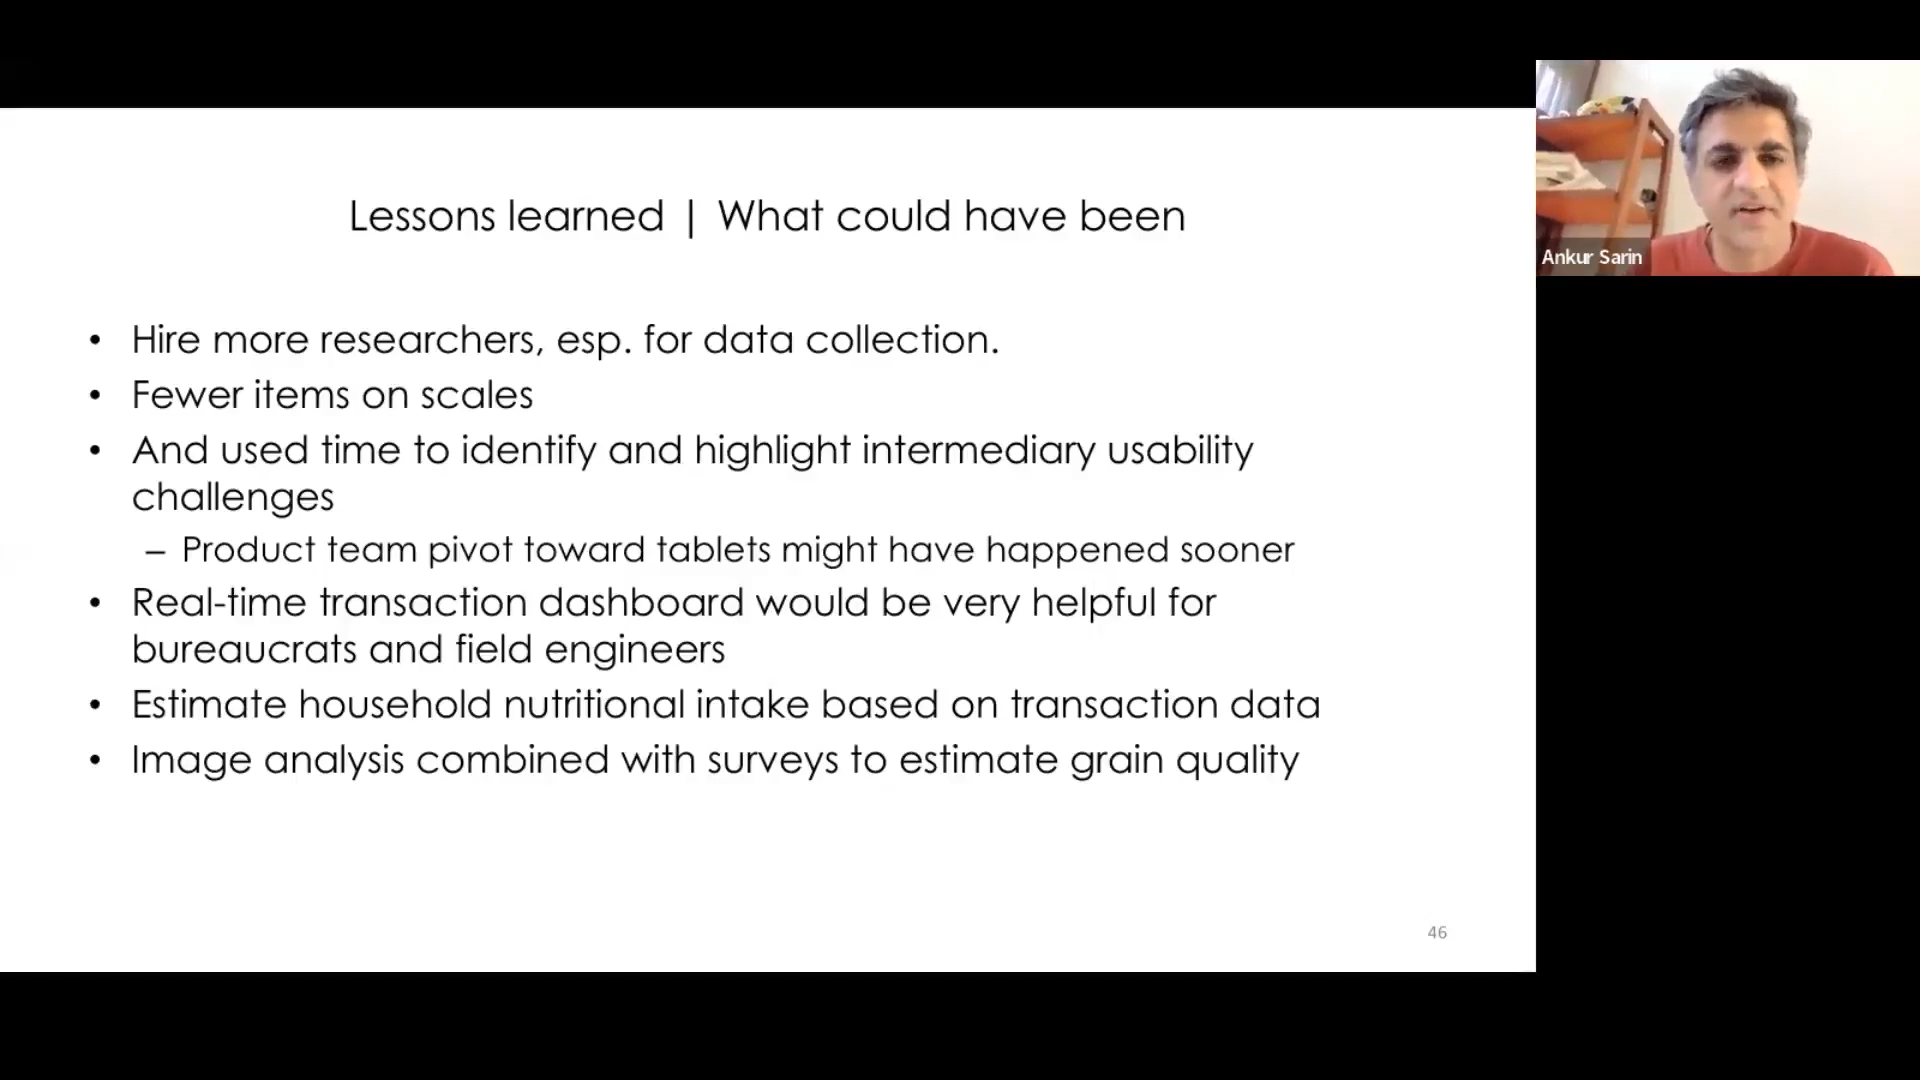 Lessons learned | What could have been
• Hire more researchers, esp. for data collection.
• Fewer items on scales
• And used time to identify and highlight intermediary usability
challenges
– Product team pivot toward tablets might have happened sooner
• Real-time transaction dashboard would be very helpful for
bureaucrats and field engineers
• Estimate household nutritional intake based on transaction data
• Image analysis combined with surveys to estimate grain quality
46
Ankur Sarin